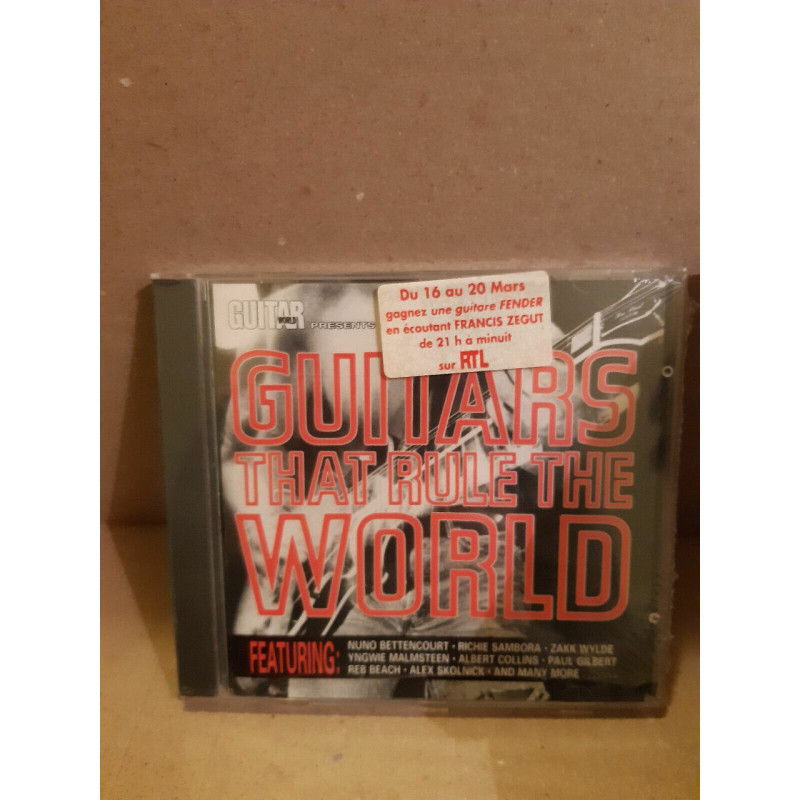 GUITAR
WORLD
PRESENTS
Du 16 au 20 Mars
gagnez une guitare FENDER
en écoutant FRANCIS ZEGUT
de 21 h à minuit
sur RTL
GUITARS
THAT RULE THE
WORLD
FEATURING:
NUNO BETTENCOURT · RICHIE SAMBORA · ZAKK WYLDE
YNGWIE MALMSTEEN · ALBERT COLLINS · PAUL GILBERT
REB BEACH · ALEX SKOLNICK · AND MANY MORE